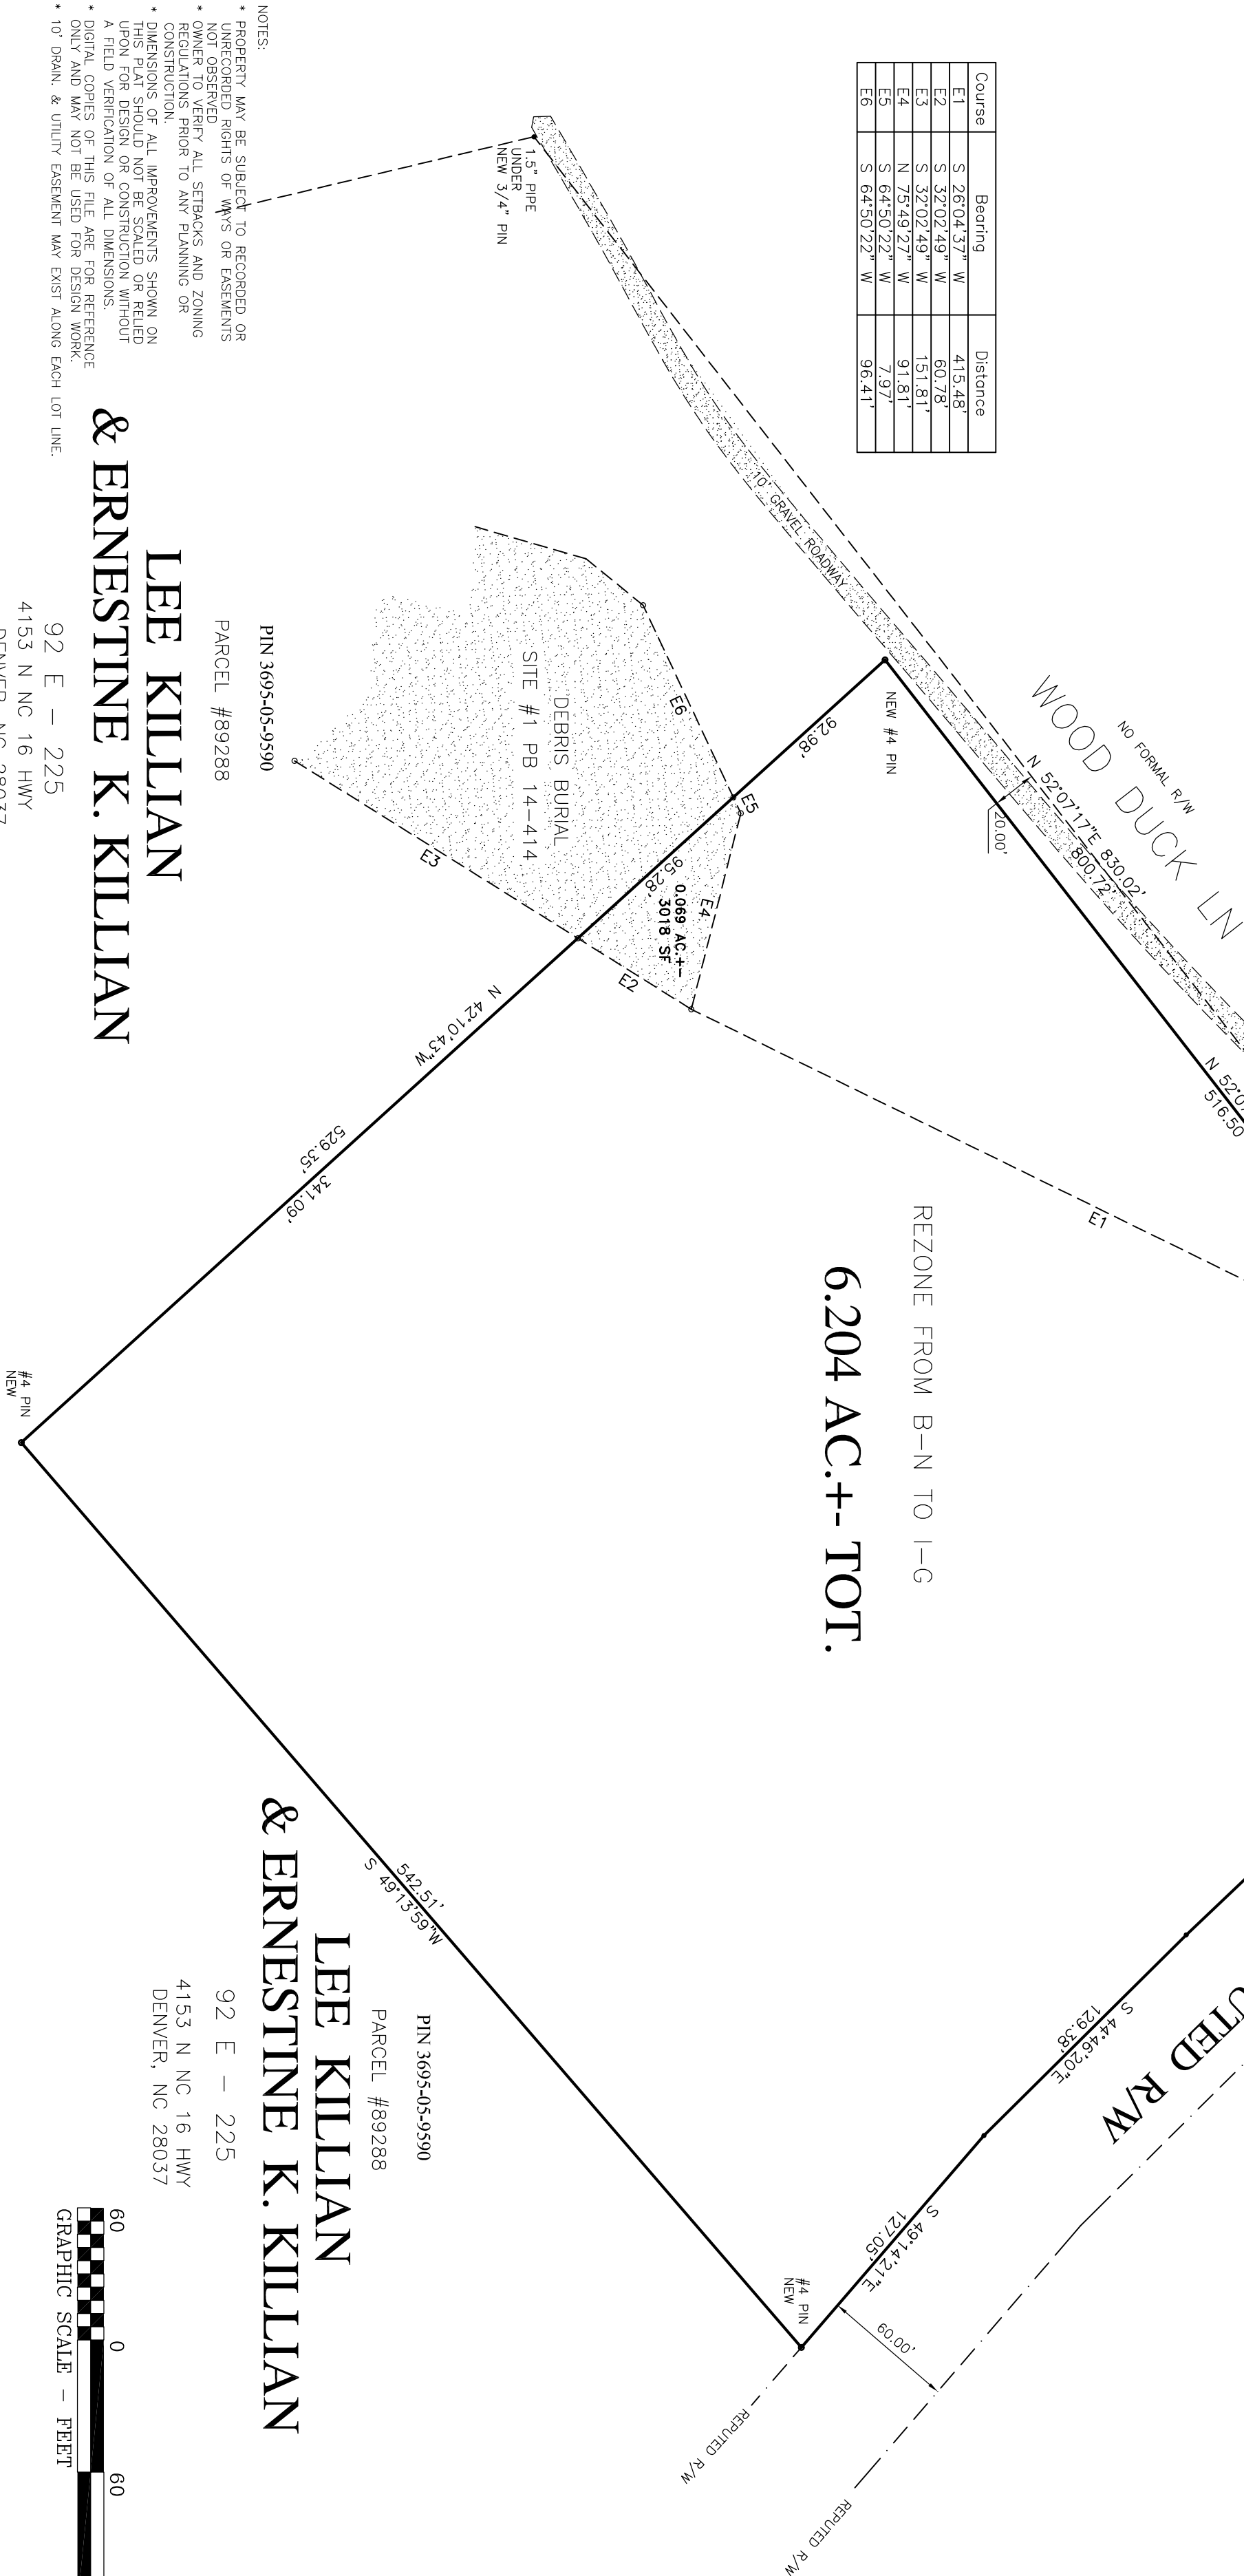 Course Bearing Distance
E1 S 26°04'37" W 415.48'
E2 S 32°02'49" W 60.78'
E3 S 32°02'49" W 151.81'
E4 N 75°49'27" W 91.81'
E5 S 64°50'22" W 7.97'
E6 S 64°50'22" W 96.41'
NO FORMAL R/W
WOOD DUCK LN
N 52°07'17"E 830.02'
800.72'
20.00'
10' GRAVEL ROADWAY
N 52°0
516.50
NEW #4 PIN
92.98'
1.5" PIPE
UNDER
NEW 3/4" PIN
E5
E6
E4
95.28'
0.069 AC.+-
3018 SF
DEBRIS BURIAL
SITE #1 PB 14-414
E3
E2
E1
N 42°10'43"W
529.35'
341.09'
REZONE FROM B-N TO I-G
6.204 AC.+- TOT.
UTED R/W
S 44°46'20"E
129.38'
S 49°14'21"E
127.05'
60.00'
#4 PIN
NEW
REPUTED R/W
REPUTED R/W
542.51'
S 49°13'59"W
#4 PIN
NEW
NOTES:
* PROPERTY MAY BE SUBJECT TO RECORDED OR
UNRECORDED RIGHTS OF WAYS OR EASEMENTS
NOT OBSERVED
* OWNER TO VERIFY ALL SETBACKS AND ZONING
REGULATIONS PRIOR TO ANY PLANNING OR
CONSTRUCTION.
* DIMENSIONS OF ALL IMPROVEMENTS SHOWN ON
THIS PLAT SHOULD NOT BE SCALED OR RELIED
UPON FOR DESIGN OR CONSTRUCTION WITHOUT
A FIELD VERIFICATION OF ALL DIMENSIONS.
* DIGITAL COPIES OF THIS FILE ARE FOR REFERENCE
ONLY AND MAY NOT BE USED FOR DESIGN WORK.
* 10' DRAIN. & UTILITY EASEMENT MAY EXIST ALONG EACH LOT LINE.
PIN 3695-05-9590
PARCEL #89288
LEE KILLIAN
& ERNESTINE K. KILLIAN
92 E - 225
4153 N NC 16 HWY
DENVER, NC 28037
PIN 3695-05-9590
PARCEL #89288
LEE KILLIAN
& ERNESTINE K. KILLIAN
92 E - 225
4153 N NC 16 HWY
DENVER, NC 28037
60 0 60
GRAPHIC SCALE - FEET